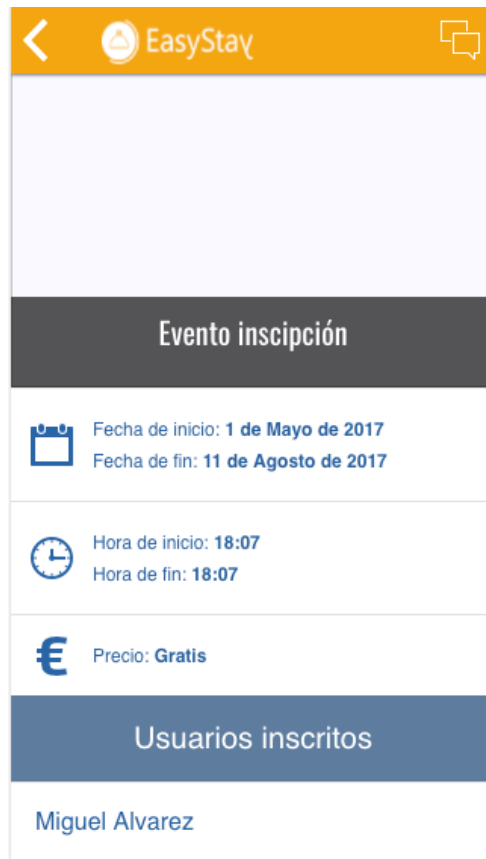 EasyStay
Evento inscipción
Fecha de inicio: 1 de Mayo de 2017
Fecha de fin: 11 de Agosto de 2017
Hora de inicio: 18:07
Hora de fin: 18:07
€ Precio: Gratis
Usuarios inscritos
Miguel Alvarez